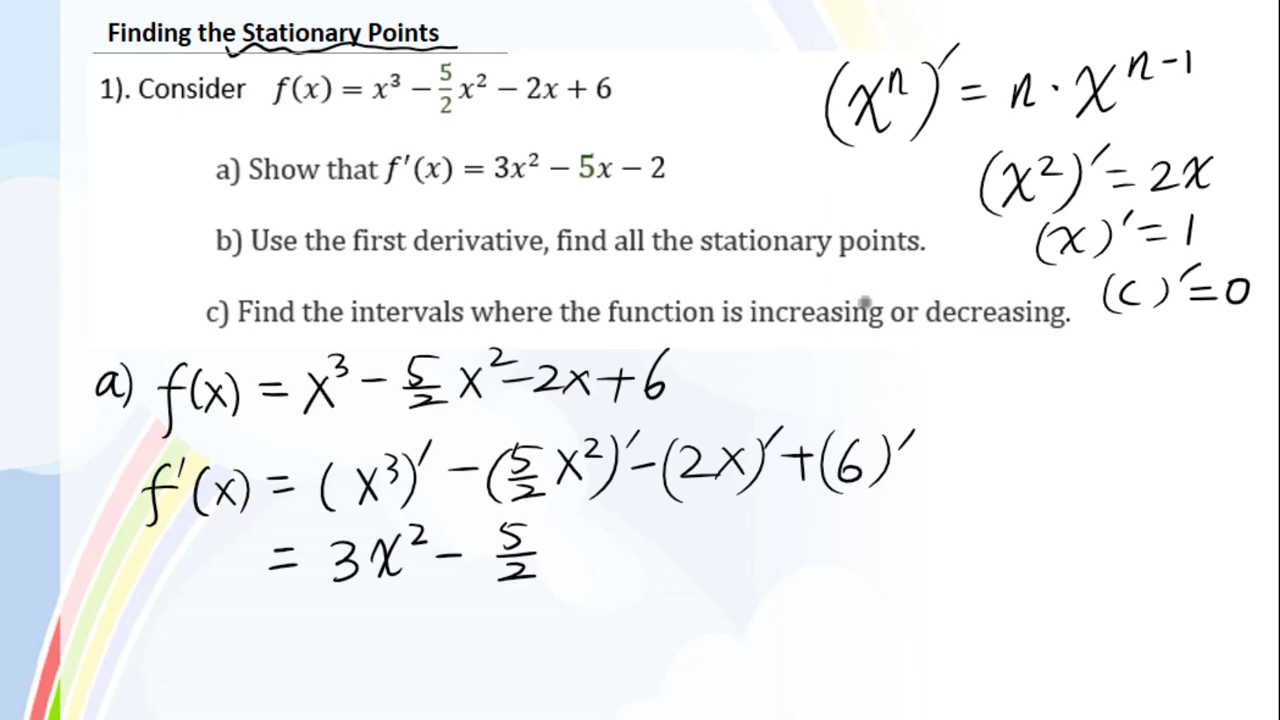 Finding the Stationary Points
1). Consider f(x) = x³ − 5/2 x² − 2x + 6
(xⁿ)′ = n · xⁿ⁻¹
a) Show that f′(x) = 3x² − 5x − 2
(x²)′ = 2x
b) Use the first derivative, find all the stationary points.
(x)′ = 1
c) Find the intervals where the function is increasing or decreasing.
(c)′ = 0
a) f(x) = x³ − 5/2 x² − 2x + 6
f′(x) = (x³)′ − (5/2 x²)′ − (2x)′ + (6)′
= 3x² − 5/2